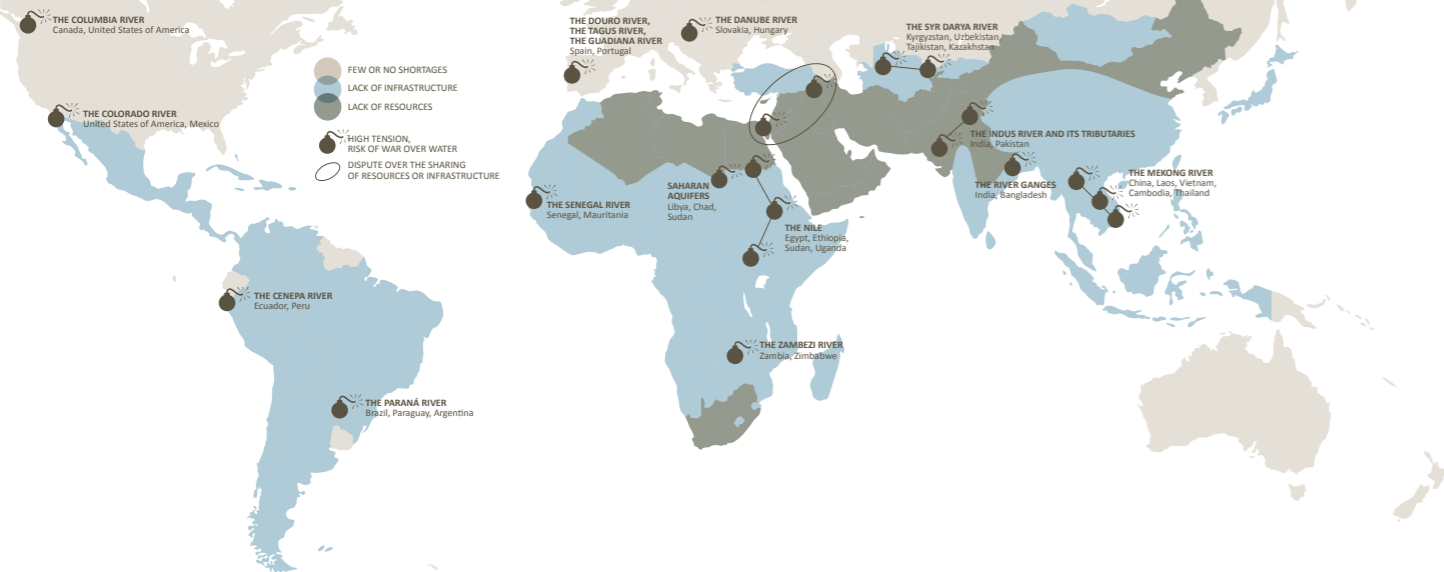 THE COLUMBIA RIVER
Canada, United States of America
THE COLORADO RIVER
United States of America, Mexico
FEW OR NO SHORTAGES
LACK OF INFRASTRUCTURE
LACK OF RESOURCES
HIGH TENSION,
RISK OF WAR OVER WATER
DISPUTE OVER THE SHARING
OF RESOURCES OR INFRASTRUCTURE
THE CENEPA RIVER
Ecuador, Peru
THE PARANÁ RIVER
Brazil, Paraguay, Argentina
THE DOURO RIVER,
THE TAGUS RIVER,
THE GUADIANA RIVER
Spain, Portugal
THE DANUBE RIVER
Slovakia, Hungary
THE SYR DARYA RIVER
Kyrgyzstan, Uzbekistan,
Tajikistan, Kazakhstan
THE SENEGAL RIVER
Senegal, Mauritania
SAHARAN
AQUIFERS
Libya, Chad,
Sudan
THE NILE
Egypt, Ethiopia,
Sudan, Uganda
THE ZAMBEZI RIVER
Zambia, Zimbabwe
THE INDUS RIVER AND ITS TRIBUTARIES
India, Pakistan
THE RIVER GANGES
India, Bangladesh
THE MEKONG RIVER
China, Laos, Vietnam,
Cambodia, Thailand